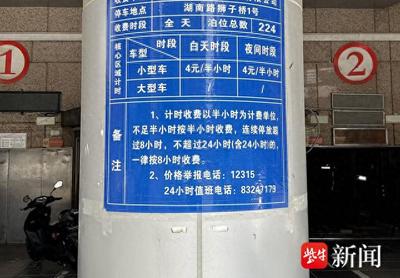 停车地点 湖南路狮子桥1号
收费时段 全 天 泊位总数 224
核心区域计时 车型 时段 白天时段 夜间时段
小型车 4元/半小时 4元/半小时
大型车 / /
备注
1、计时收费以半小时为计费单位,
不足半小时按半小时收费,连续停放超
过8小时,不超过24小时(含24小时)的,
一律按8小时收费。
2、价格举报电话:12315
24小时值班电话:83247179
①
②
紫牛 新闻